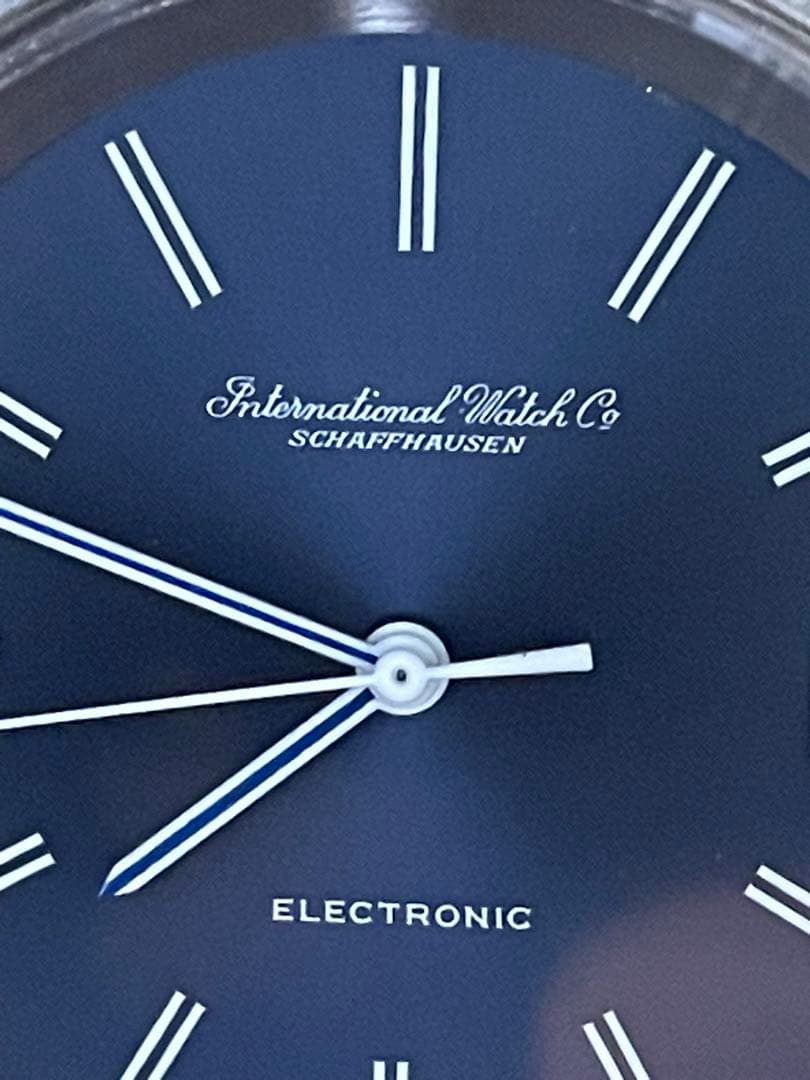 International Watch Co
SCHAFFHAUSEN
ELECTRONIC